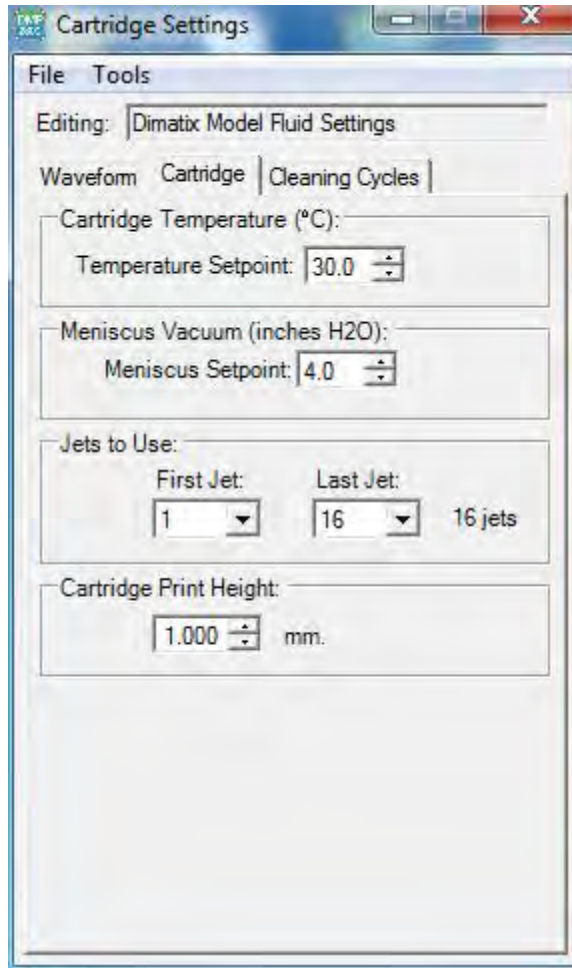 Cartridge Settings
File Tools
Editing: Dimatix Model Fluid Settings
Waveform Cartridge Cleaning Cycles
Cartridge Temperature (ºC):
Temperature Setpoint: 30.0
Meniscus Vacuum (inches H2O):
Meniscus Setpoint: 4.0
Jets to Use:
First Jet: Last Jet:
1 16 16 jets
Cartridge Print Height:
1.000 mm.